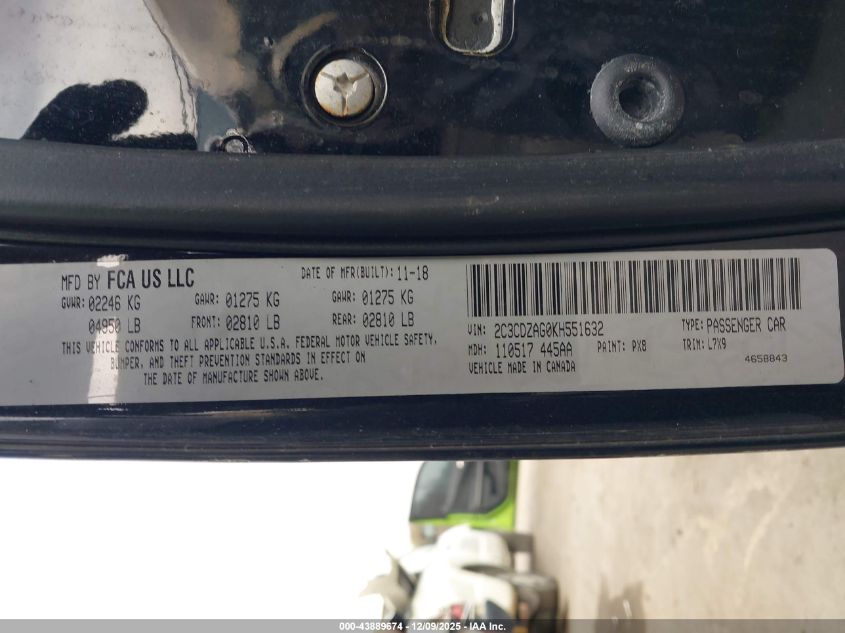 MFD BY FCA US LLC DATE OF MFR(BUILT): 11-18
GVWR: 02246 KG GAWR: 01275 KG GAWR: 01275 KG
04950 LB FRONT: 02810 LB REAR: 02810 LB
THIS VEHICLE CONFORMS TO ALL APPLICABLE U.S.A. FEDERAL MOTOR VEHICLE SAFETY,
BUMPER, AND THEFT PREVENTION STANDARDS IN EFFECT ON
THE DATE OF MANUFACTURE SHOWN ABOVE.
VIN: 2C3CDZAG0KH551632 TYPE: PASSENGER CAR
MDH: 110517 445AA PAINT: PX8 TRIM: L7X9
VEHICLE MADE IN CANADA 4658843
000-43889674 - 12/09/2025 - IAA, Inc.